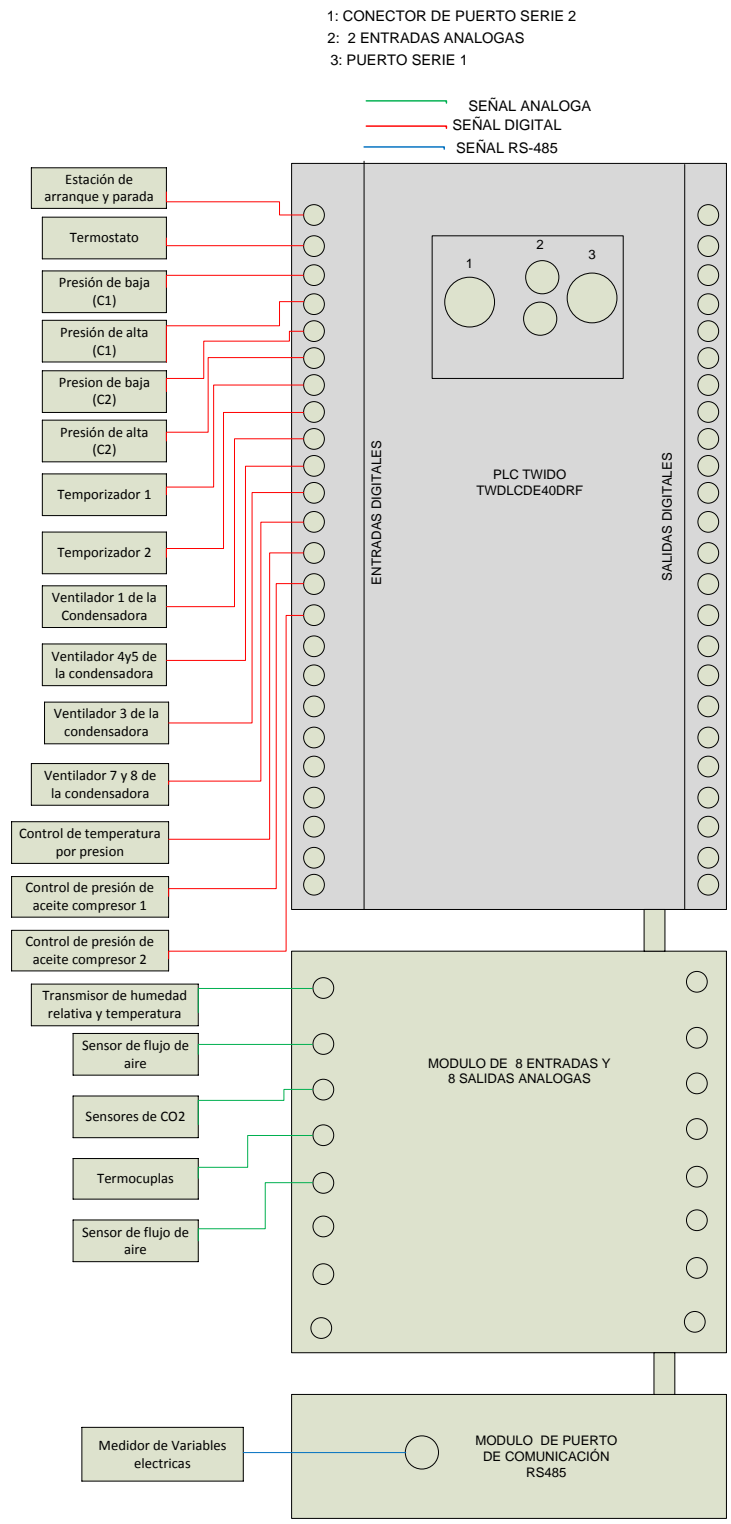 1: CONECTOR DE PUERTO SERIE 2
2: 2 ENTRADAS ANALOGAS
3: PUERTO SERIE 1
SEÑAL ANALOGA
SEÑAL DIGITAL
SEÑAL RS-485
Estación de
arranque y parada
Termostato
Presión de baja
(C1)
Presión de alta
(C1)
Presion de baja
(C2)
Presión de alta
(C2)
Temporizador 1
Temporizador 2
Ventilador 1 de la
Condensadora
Ventilador 4y5 de
la condensadora
Ventilador 3 de la
condensadora
Ventilador 7 y 8 de
la condensadora
Control de temperatura
por presion
Control de presión de
aceite compresor 1
Control de presión de
aceite compresor 2
1
2
3
ENTRADAS DIGITALES
PLC TWIDO
TWDLCDE40DRF
SALIDAS DIGITALES
Transmisor de humedad
relativa y temperatura
Sensor de flujo de
aire
Sensores de CO2
Termocuplas
Sensor de flujo de
aire
MODULO DE 8 ENTRADAS Y
8 SALIDAS ANALOGAS
Medidor de Variables
electricas
MODULO DE PUERTO
DE COMUNICACIÓN
RS485